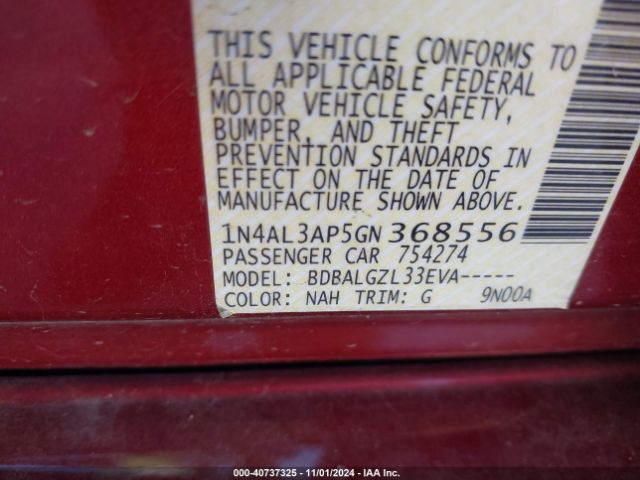 THIS VEHICLE CONFORMS TO
ALL APPLICABLE FEDERAL
MOTOR VEHICLE SAFETY,
BUMPER, AND THEFT
PREVENTION STANDARDS IN
EFFECT ON THE DATE OF
MANUFACTURE SHOWN ABOVE.
1N4AL3AP5GN 368556
PASSENGER CAR 754274
MODEL: BDBALGZL33EVA-----
COLOR: NAH TRIM: G 9N00A
00-40737325 - 11/01/2024 - IAA Inc.